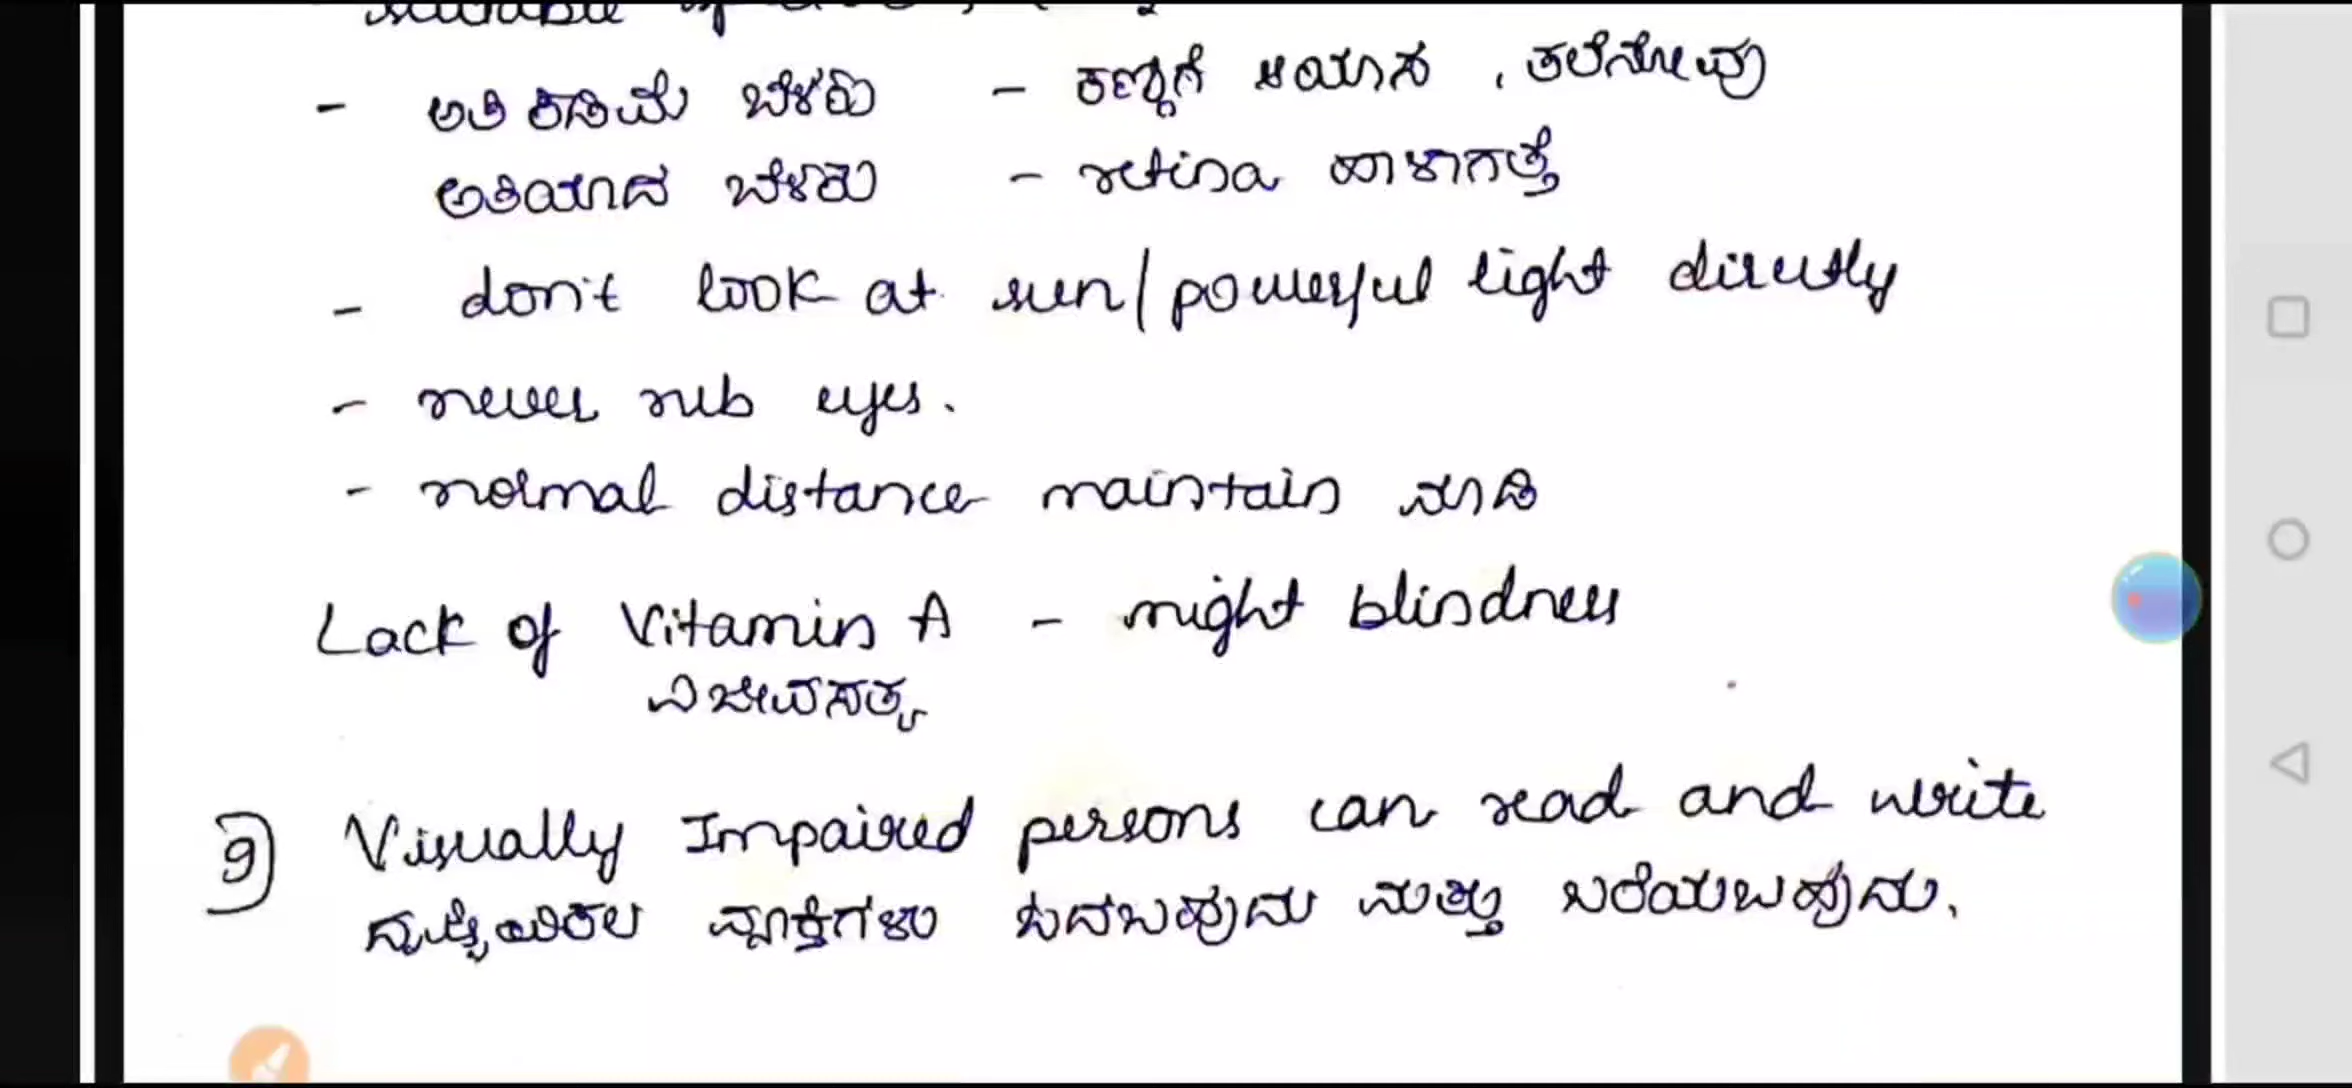 - ಅತಿ ಕಡಿಮೆ ಬೆಳಕು - ಕಣ್ಣಿಗೆ ಆಯಾಸ, ತಲೆನೋವು
ಅತಿಯಾದ ಬೆಳಕು - retina ಹಾಳಾಗತ್ತೆ
- don't look at sun/powerful light directly
- never rub eyes.
- normal distance maintain ಮಾಡಿ
Lack of Vitamin A - night blindness
ವಿಜೀವಸತ್ವ
9) Visually Impaired persons can read and write
ವ್ಯಕ್ತಿಗಳು ಓದಬಹುದು ಮತ್ತು ಬರೆಯಬಹುದು.